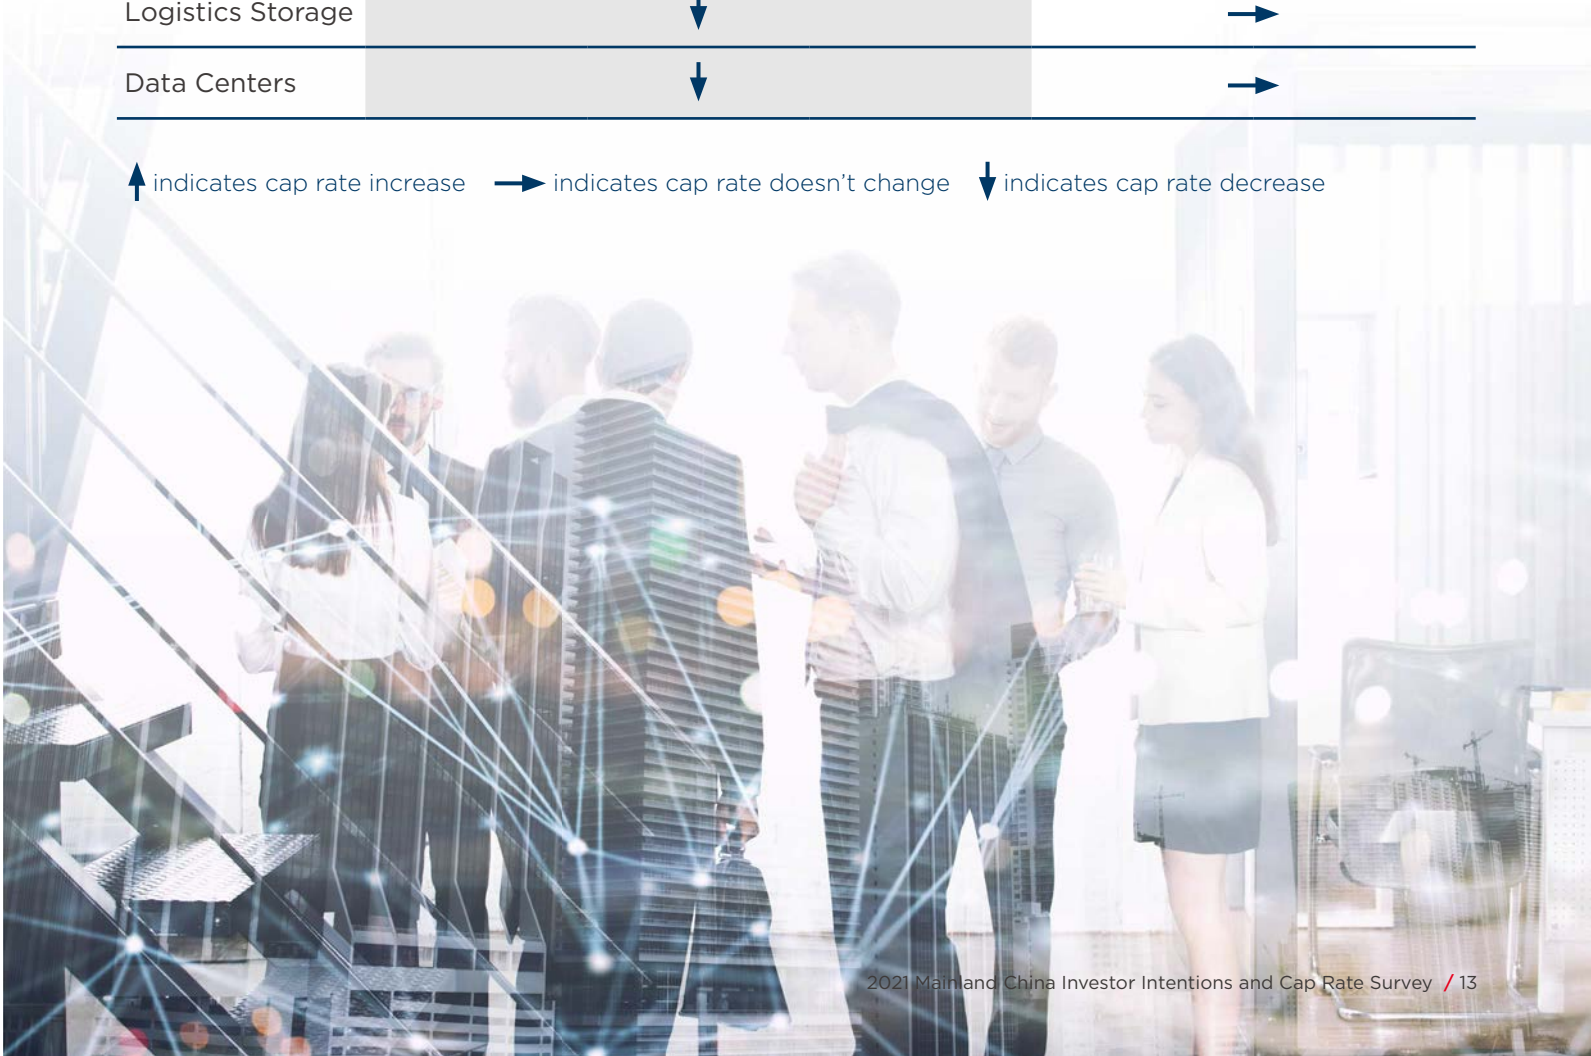 Logistics Storage
Data Centers
indicates cap rate increase indicates cap rate doesn’t change indicates cap rate decrease
2021 Mainland China Investor Intentions and Cap Rate Survey / 13